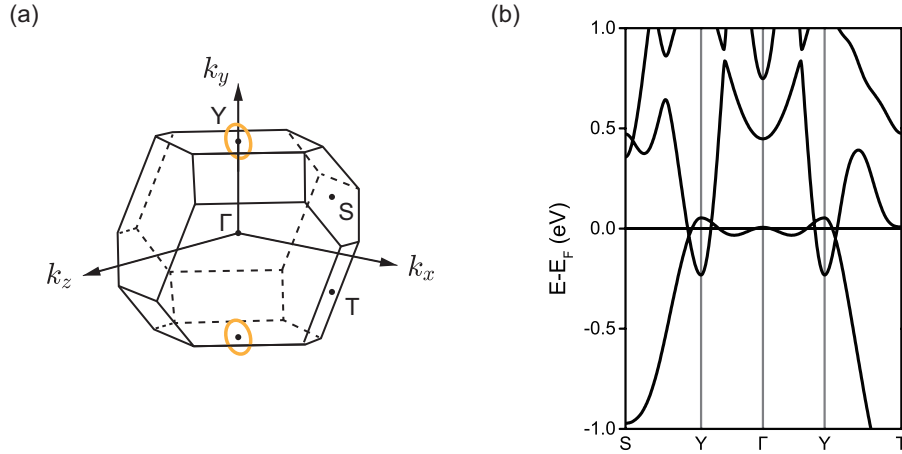 (a)
k_y
Y
S
Γ
k_z
k_x
T
(b)
1.0
0.5
0.0
-0.5
-1.0
E-E_F (eV)
S Y Γ Y T